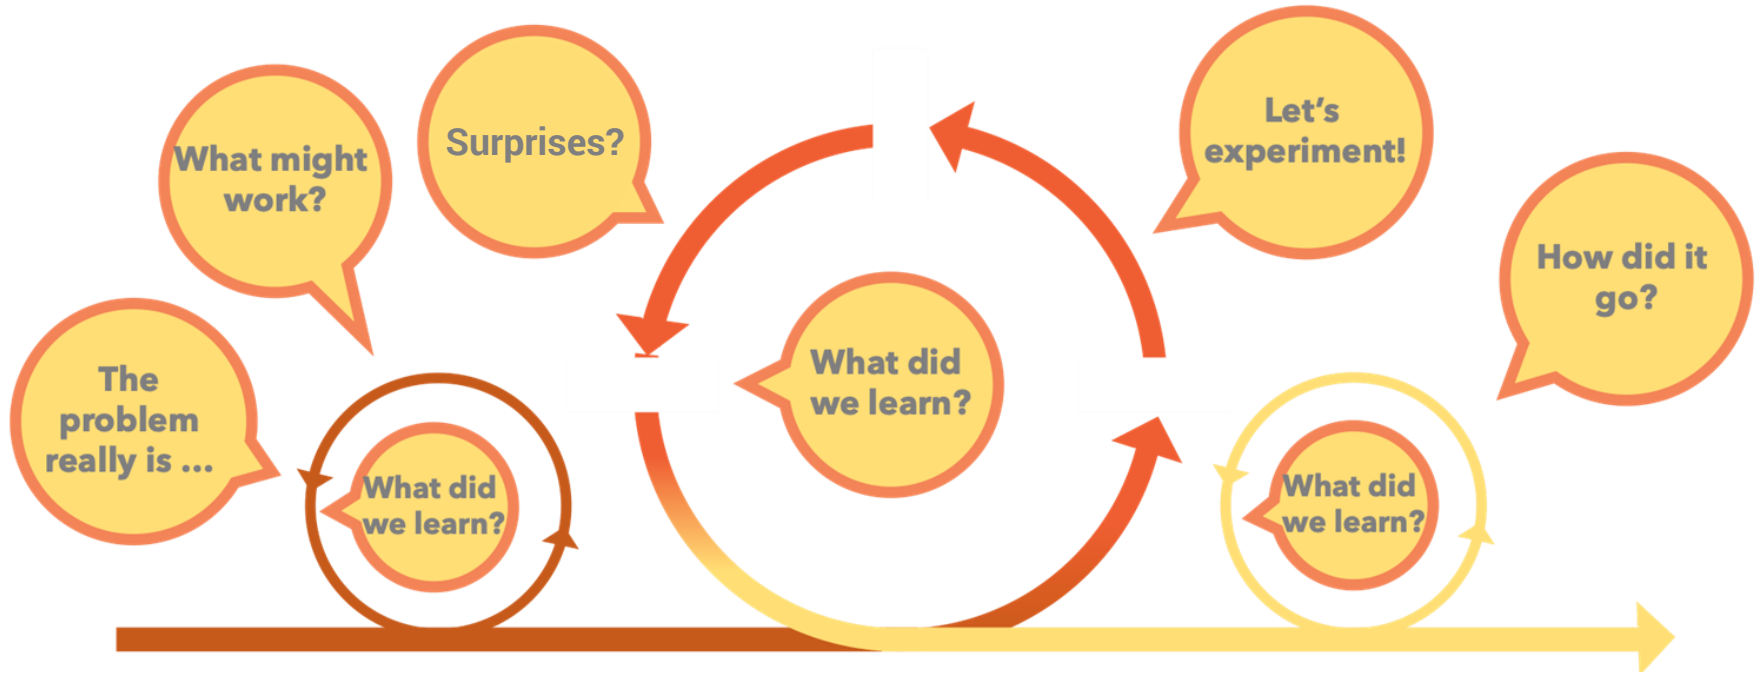 The
problem
really is ...
What might
work?
Surprises?
Let's
experiment!
How did it
go?
What did
we learn?
What did
we learn?
What did
we learn?